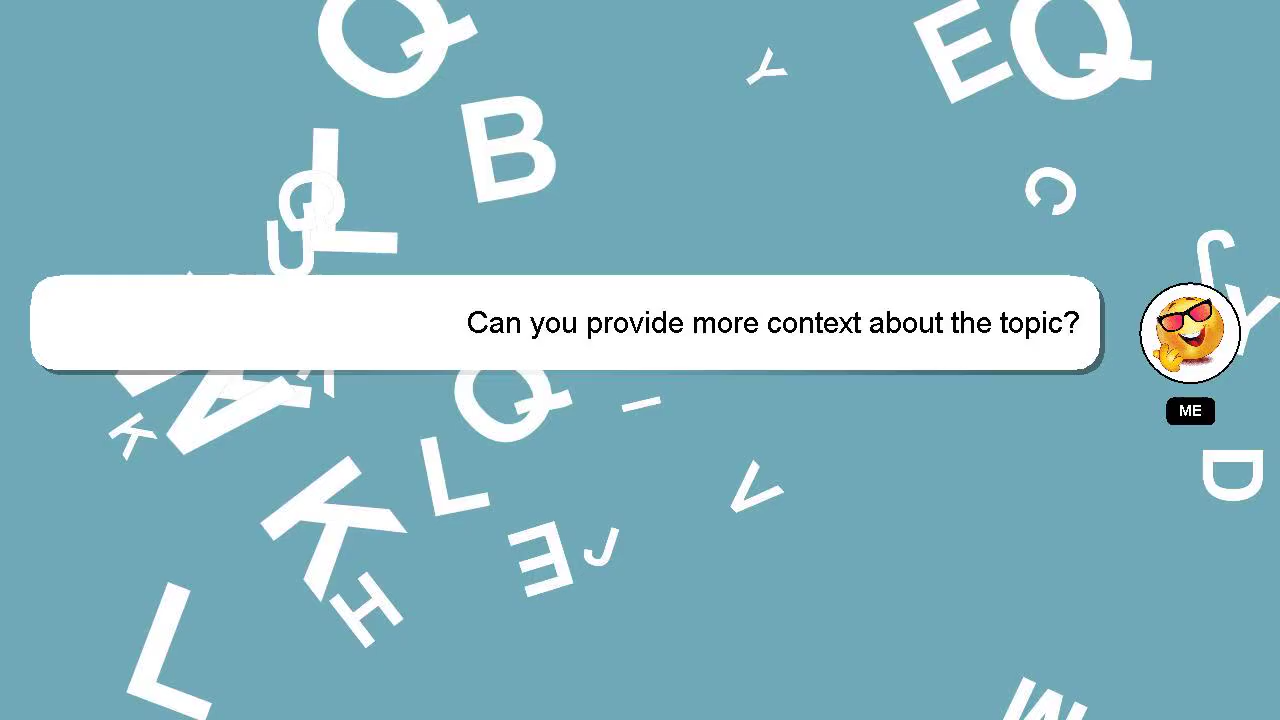 Q
E
Q
Y
B
L
Q
C
U
J
Y
Can you provide more context about the topic?
ME
A
K
K
Q
I
L
V
D
K
E
J
H
L
W